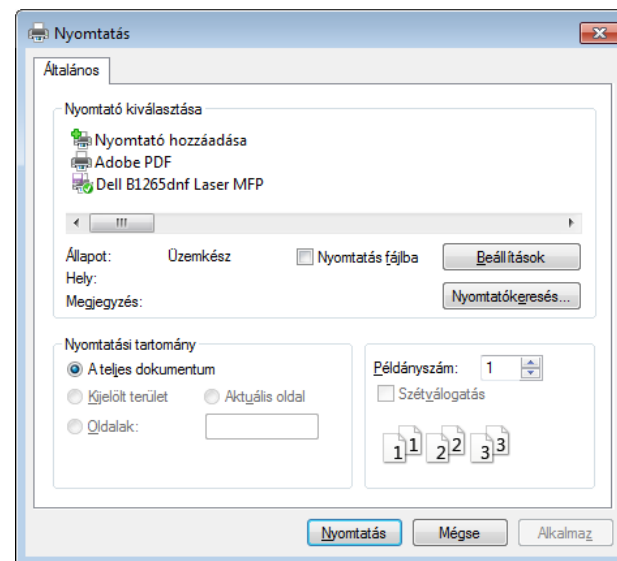 Nyomtatás
Általános
Nyomtató kiválasztása
Nyomtató hozzáadása
Adobe PDF
Dell B1265dnf Laser MFP
Állapot: Üzemkész Nyomtatás fájlba Beállítások
Hely:
Megjegyzés: Nyomtatókeresés...
Nyomtatási tartomány
A teljes dokumentum
Kijelölt terület Aktuális oldal
Oldalak:
Példányszám: 1
Szétválogatás
1 1 2 2 3 3
Nyomtatás Mégse Alkalmaz